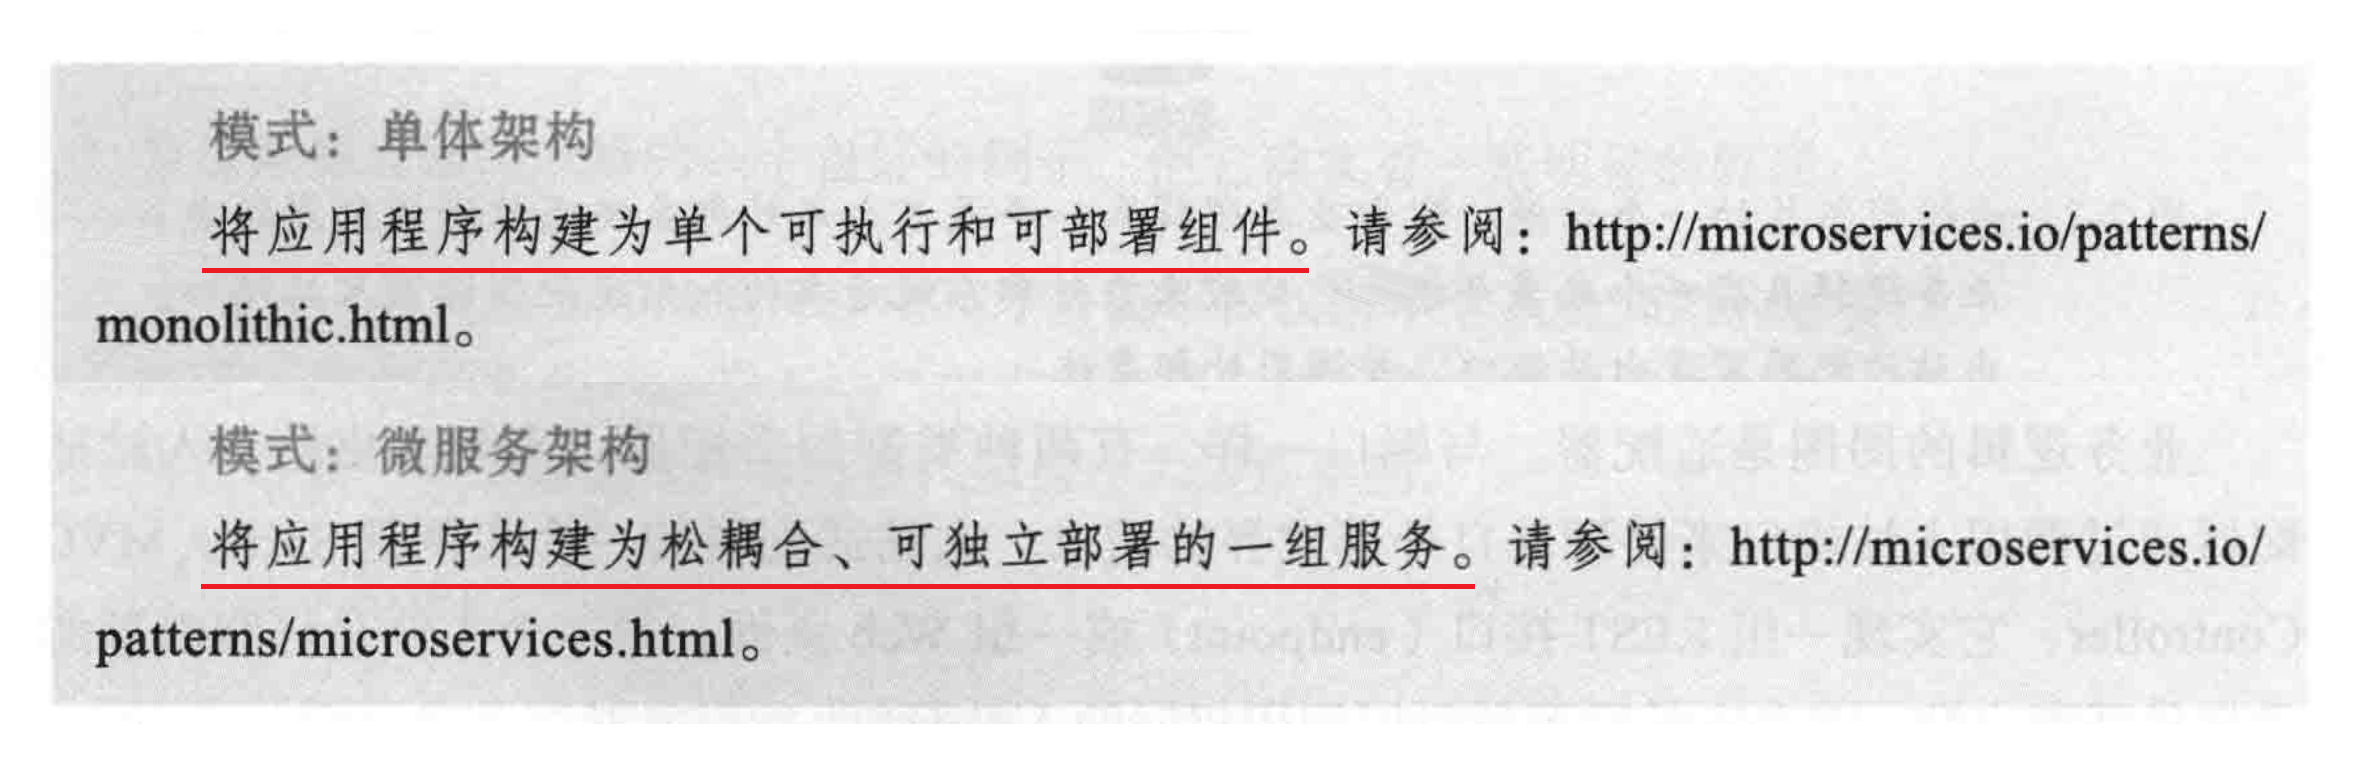 模式：单体架构
将应用程序构建为单个可执行和可部署组件。请参阅：http://microservices.io/patterns/
monolithic.html。
模式：微服务架构
将应用程序构建为松耦合、可独立部署的一组服务。请参阅：http://microservices.io/
patterns/microservices.html。